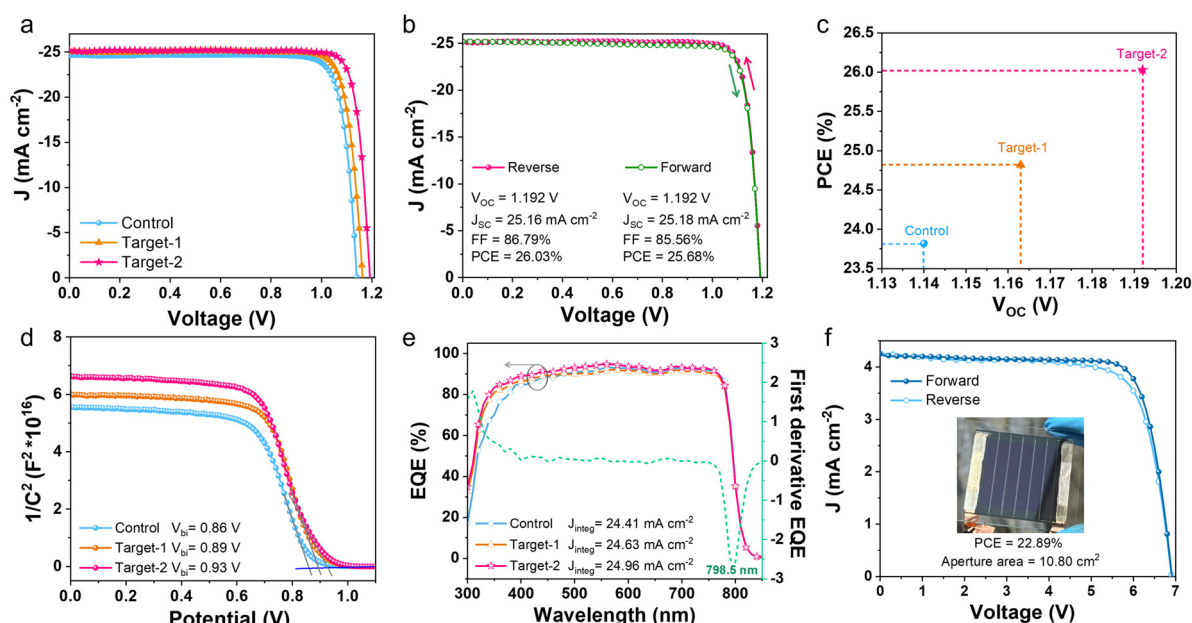 a
-25
-20
-15
-10
-5
0
J (mA cm-2)
Control
Target-1
Target-2
0.0 0.2 0.4 0.6 0.8 1.0 1.2
Voltage (V)
b
-25
-20
-15
-10
-5
0
J (mA cm-2)
Reverse
Forward
VOC = 1.192 V
JSC = 25.16 mA cm-2
FF = 86.79%
PCE = 26.03%
VOC = 1.192 V
JSC = 25.18 mA cm-2
FF = 85.56%
PCE = 25.68%
0.0 0.2 0.4 0.6 0.8 1.0 1.2
Voltage (V)
c
26.5
26.0
25.5
25.0
24.5
24.0
23.5
PCE (%)
Target-2
Target-1
Control
1.13 1.14 1.15 1.16 1.17 1.18 1.19 1.20
VOC (V)
d
8
6
4
2
0
1/C2 (F2 *1016)
Control Vbi= 0.86 V
Target-1 Vbi= 0.89 V
Target-2 Vbi= 0.93 V
0.0 0.2 0.4 0.6 0.8 1.0
Potential (V)
e
100
80
60
40
20
0
EQE (%)
Control Jinteg= 24.41 mA cm-2
Target-1 Jinteg= 24.63 mA cm-2
Target-2 Jinteg= 24.96 mA cm-2
798.5 nm
3
2
1
0
-1
-2
-3
First derivative EQE
300 400 500 600 700 800
Wavelength (nm)
f
4
3
2
1
0
J (mA cm-2)
Forward
Reverse
PCE = 22.89%
Aperture area = 10.80 cm2
0 1 2 3 4 5 6 7
Voltage (V)